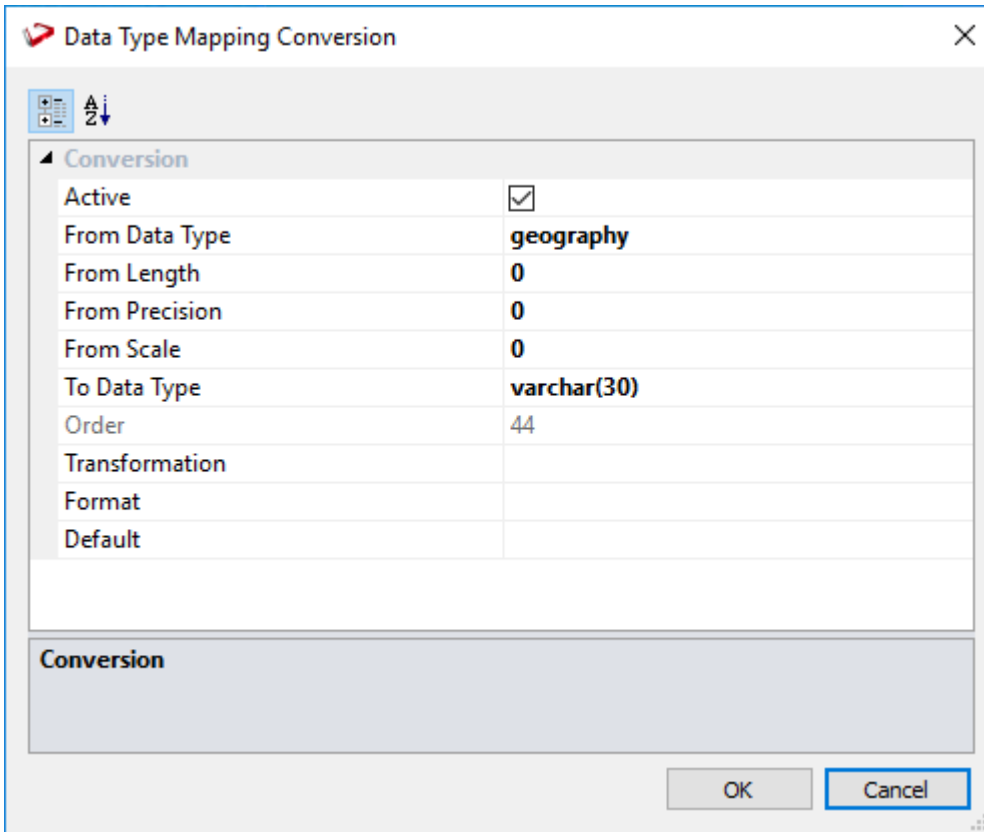 Data Type Mapping Conversion
Conversion
Active
From Data Type geography
From Length 0
From Precision 0
From Scale 0
To Data Type varchar(30)
Order 44
Transformation
Format
Default
Conversion
OK Cancel